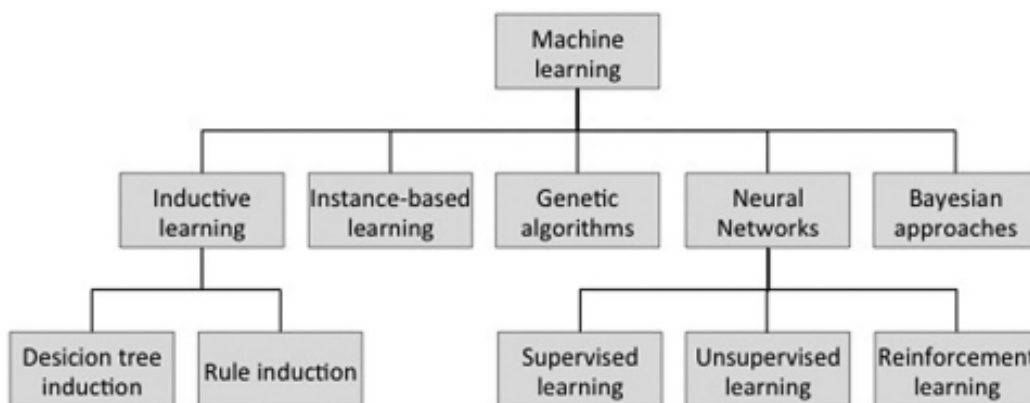 Machine
learning
Inductive
learning
Instance-based
learning
Genetic
algorithms
Neural
Networks
Bayesian
approaches
Desicion tree
induction
Rule induction
Supervised
learning
Unsupervised
learning
Reinforcement
learning